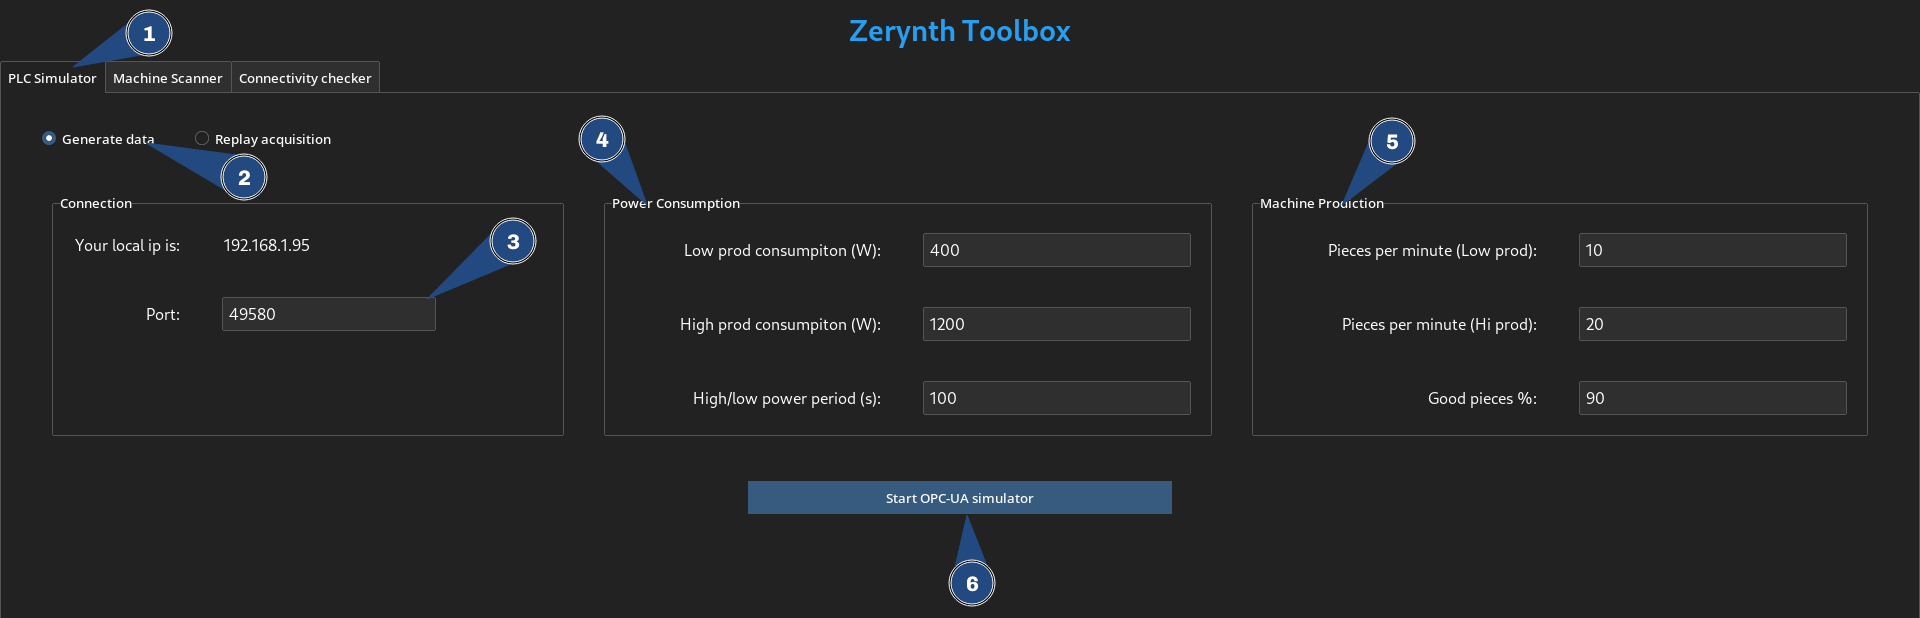 Zerynth Toolbox
1
PLC Simulator
Machine Scanner
Connectivity checker
Generate data
Replay acquisition
2
4
5
Connection
Your local ip is:
192.168.1.95
3
Port:
49580
Power Consumption
Low prod consumpiton (W):
400
High prod consumpiton (W):
1200
High/low power period (s):
100
Machine Production
Pieces per minute (Low prod):
10
Pieces per minute (Hi prod):
20
Good pieces %:
90
Start OPC-UA simulator
6